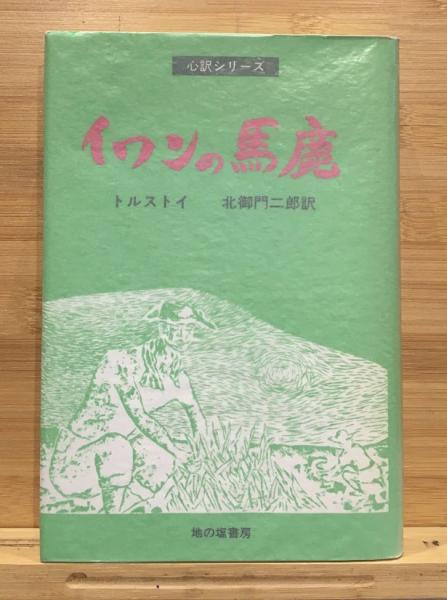 心訳シリーズ
イワンの馬鹿
トルストイ　北御門二郎訳
地の塩書房